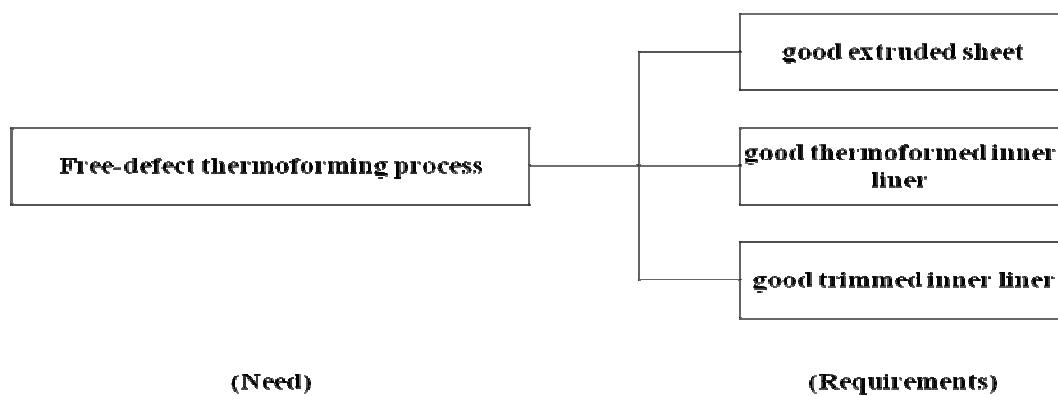 good extruded sheet
Free-defect thermoforming process
good thermoformed inner
liner
good trimmed inner liner
(Need)
(Requirements)